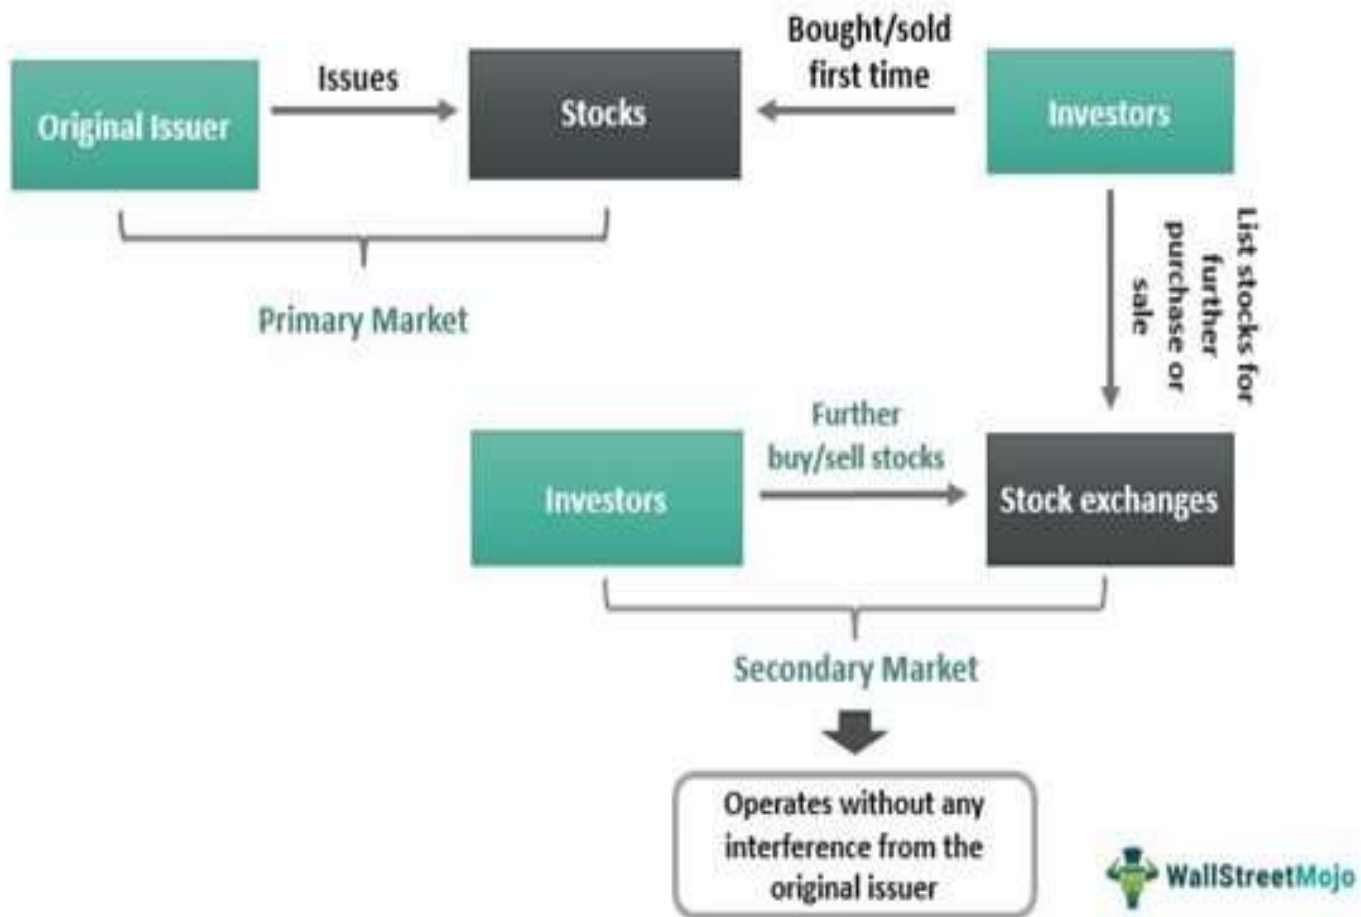 Bought/sold
first time
Issues
Original Issuer
Stocks
Investors
List stocks for
further
purchase or
sale
Primary Market
Further
buy/sell stocks
Investors
Stock exchanges
Secondary Market
Operates without any
interference from the
original issuer
WallStreetMojo